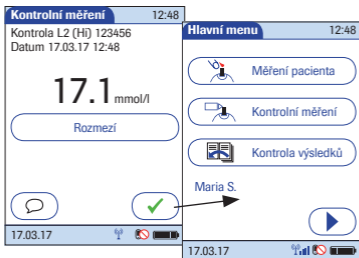 Kontrolní měření 12:48
Kontrola L2 (Hi) 123456
Datum 17.03.17 12:48
17.1 mmol/l
Rozmezí
17.03.17
Hlavní menu 12:48
Měření pacienta
Kontrolní měření
Kontrola výsledků
Maria S.
17.03.17